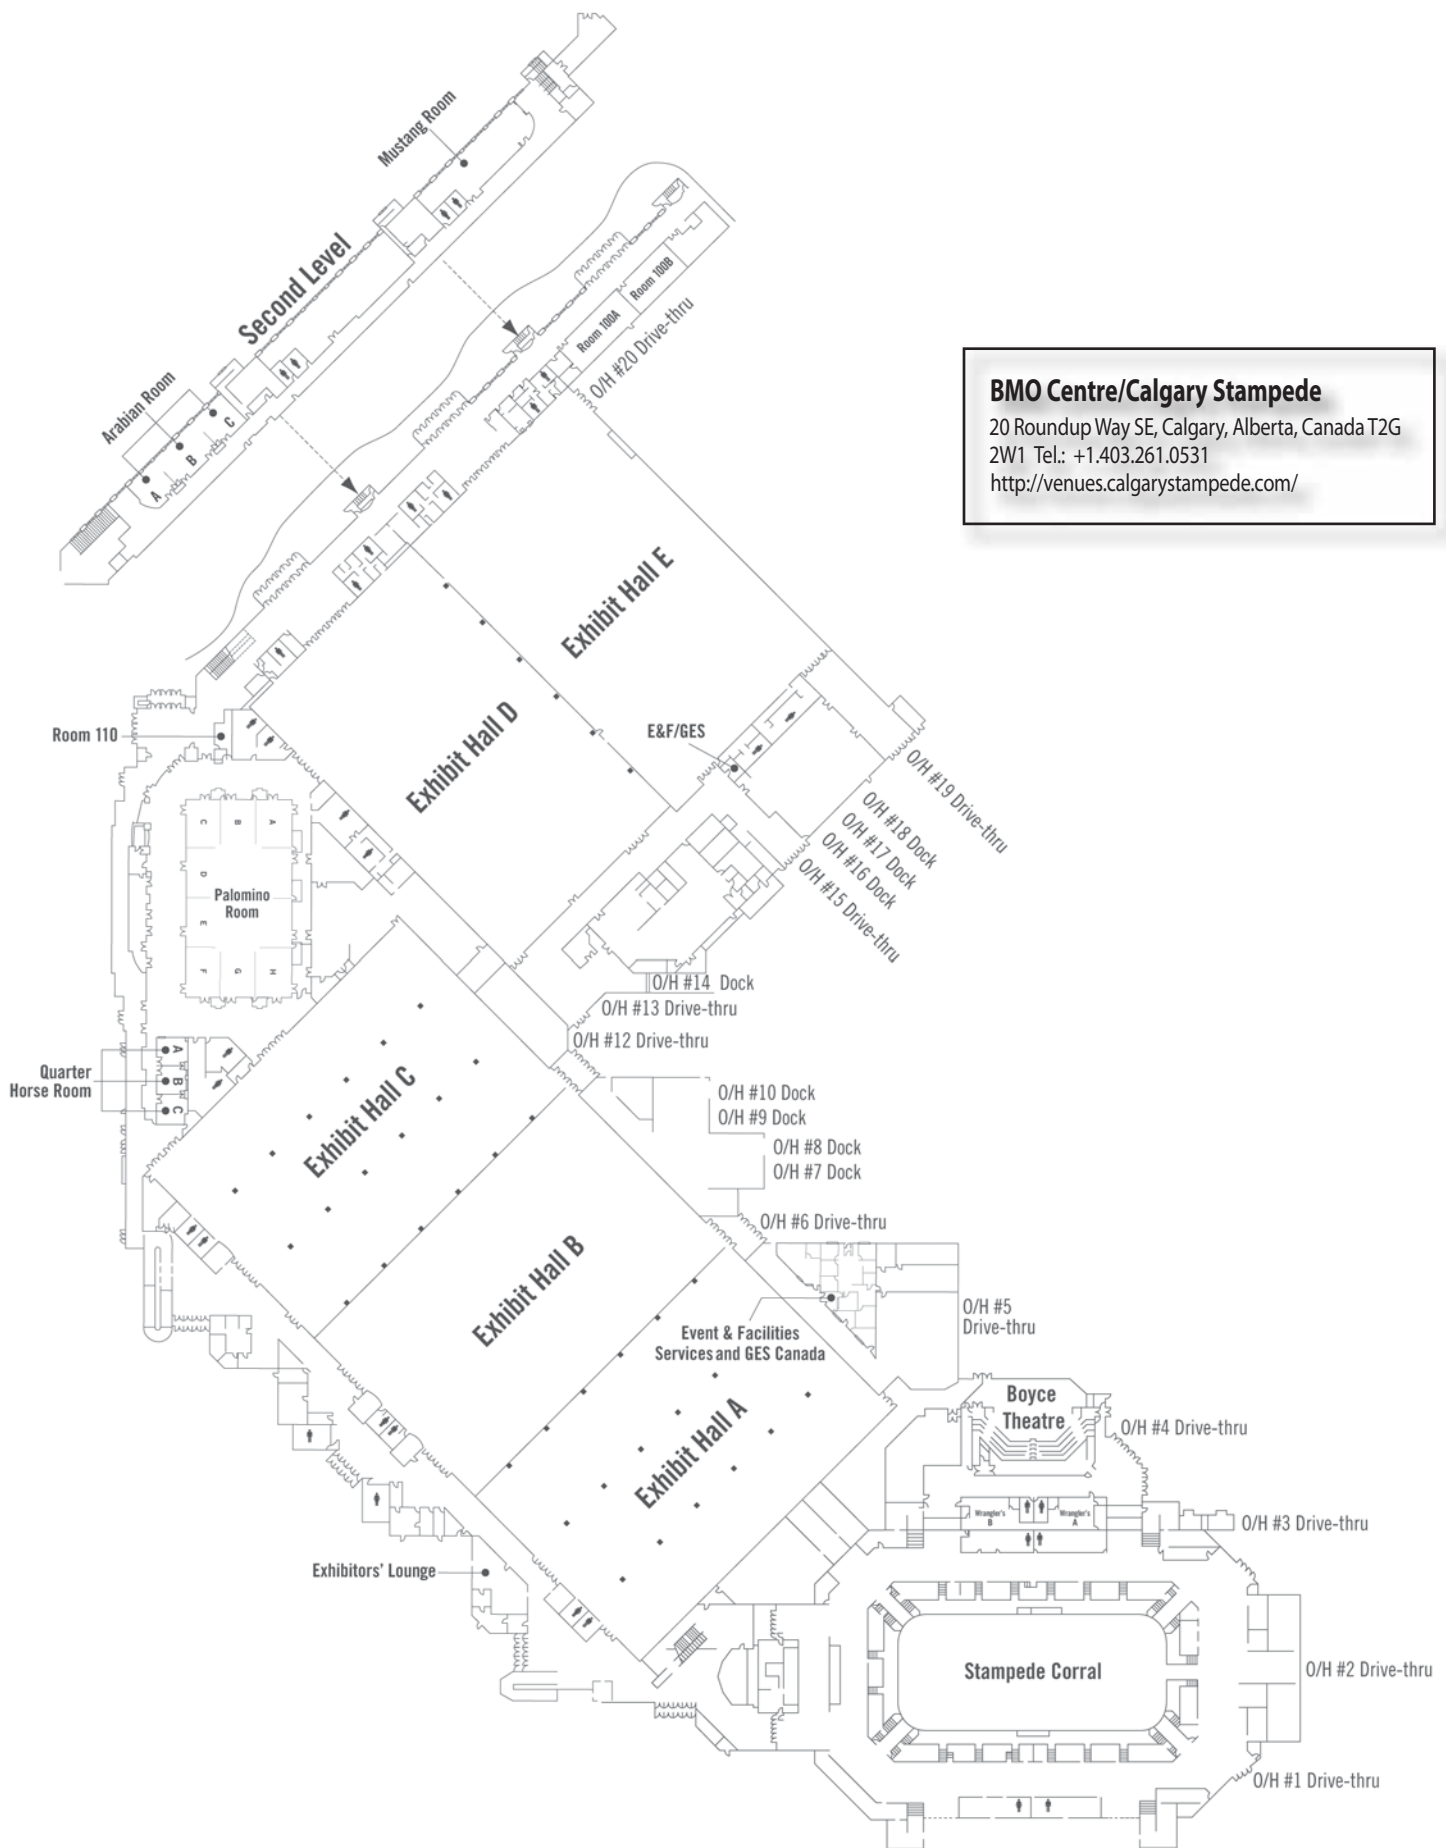 Mustang Room
Second Level
Arabian Room
A
B
C
Room 100A
Room 100B
O/H #20 Drive-thru
BMO Centre/Calgary Stampede
20 Roundup Way SE, Calgary, Alberta, Canada T2G
2W1 Tel.: +1.403.261.0531
http://venues.calgarystampede.com/
Exhibit Hall E
Exhibit Hall D
Room 110
E&F/GES
O/H #19 Drive-thru
O/H #18 Dock
O/H #17 Dock
O/H #16 Dock
O/H #15 Drive-thru
C
B
A
D
Palomino
Room
E
F
G
H
O/H #14 Dock
O/H #13 Drive-thru
O/H #12 Drive-thru
Quarter
Horse Room
A
B
C
Exhibit Hall C
O/H #10 Dock
O/H #9 Dock
O/H #8 Dock
O/H #7 Dock
O/H #6 Drive-thru
Exhibit Hall B
Event & Facilities
Services and GES Canada
O/H #5
Drive-thru
Exhibit Hall A
Boyce
Theatre
O/H #4 Drive-thru
Wrangler's
B
Wrangler's
A
O/H #3 Drive-thru
Exhibitors' Lounge
Stampede Corral
O/H #2 Drive-thru
O/H #1 Drive-thru